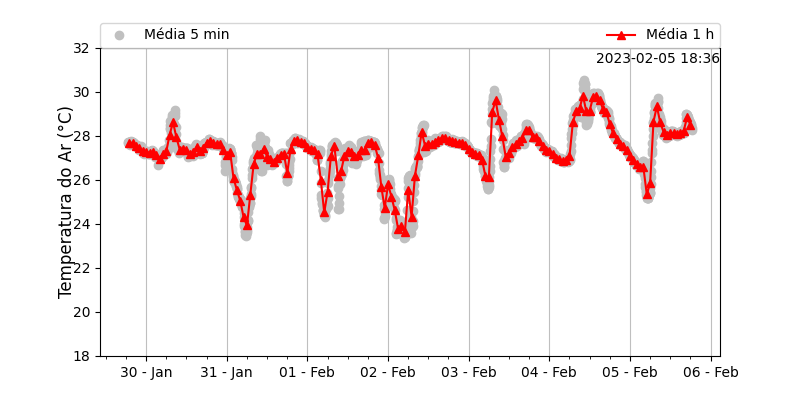 Média 5 min
Média 1 h
2023-02-05 18:36
Temperatura do Ar (°C)
32
30
28
26
24
22
20
18
30 - Jan
31 - Jan
01 - Feb
02 - Feb
03 - Feb
04 - Feb
05 - Feb
06 - Feb